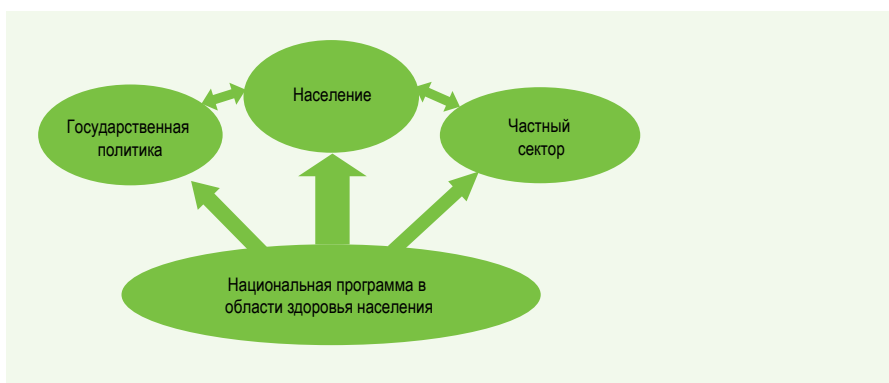 Население
Государственная
политика
Частный
сектор
Национальная программа в
области здоровья населения